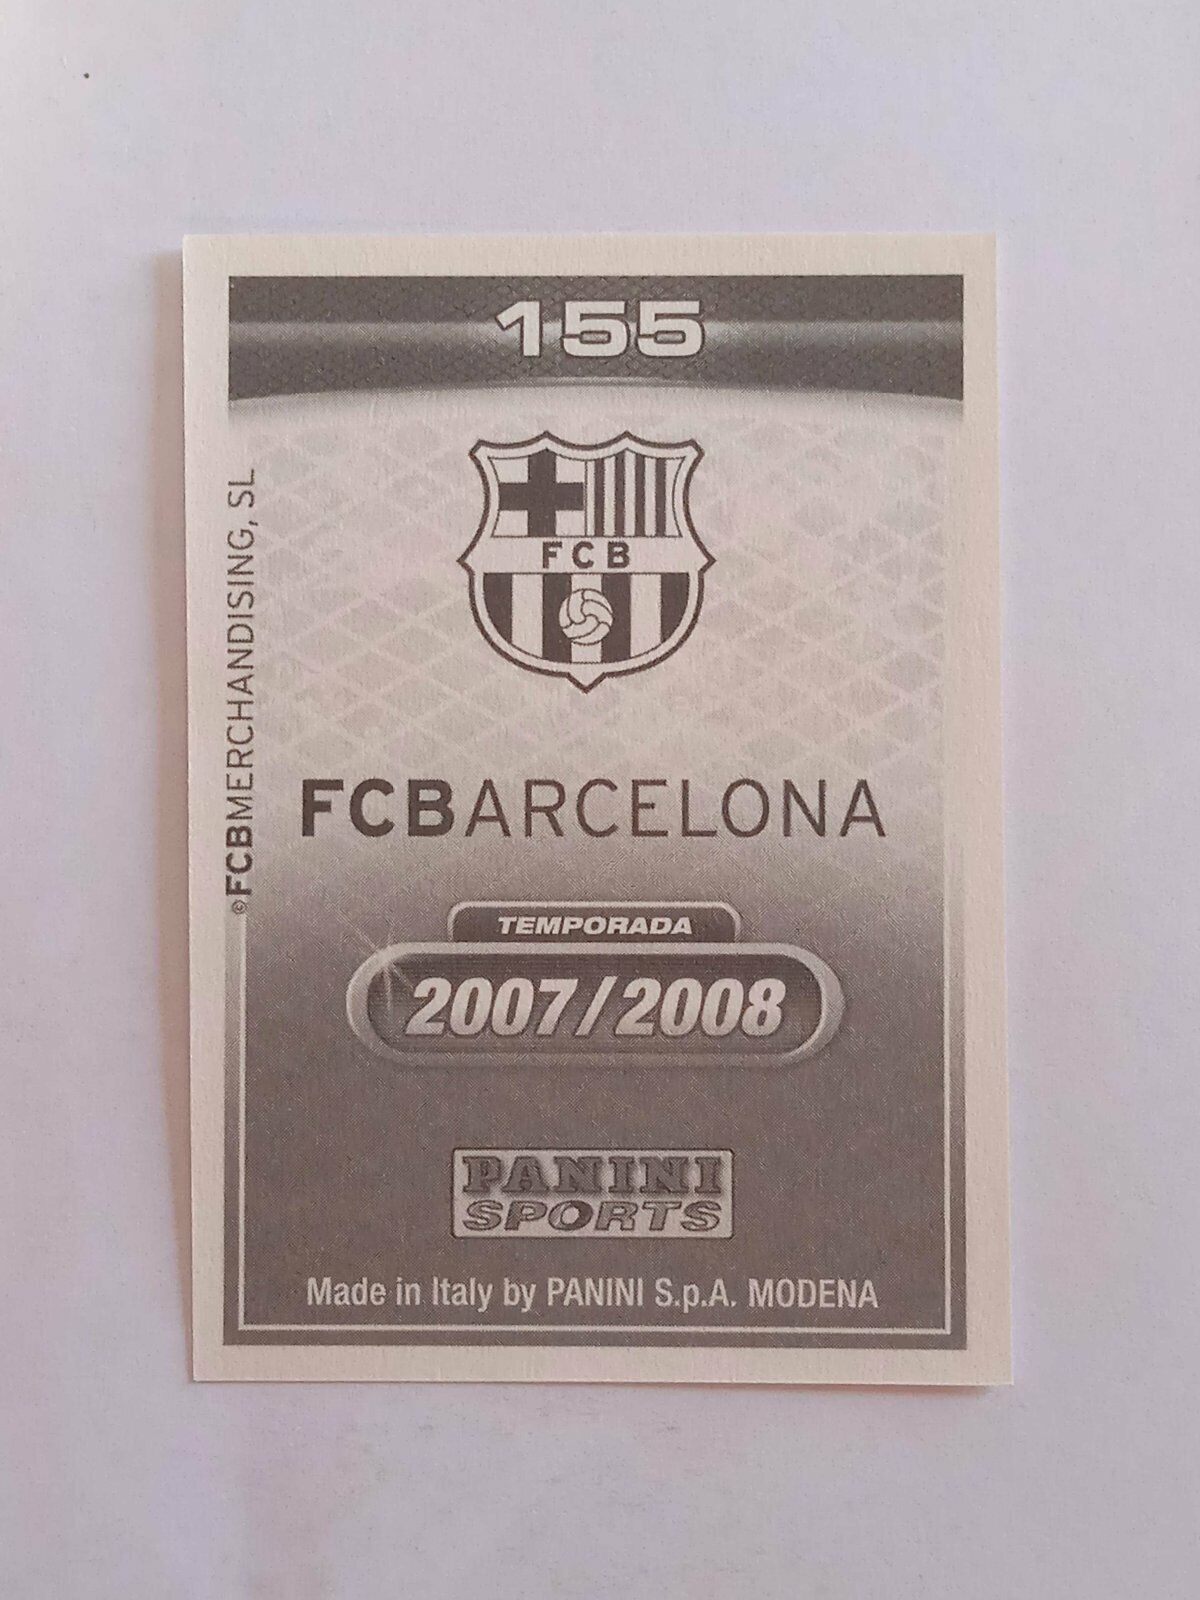 155
FCB
FCBARCELONA
©FCBMERCHANDISING, SL
TEMPORADA
2007/2008
PANINI
SPORTS
Made in Italy by PANINI S.p.A. MODENA